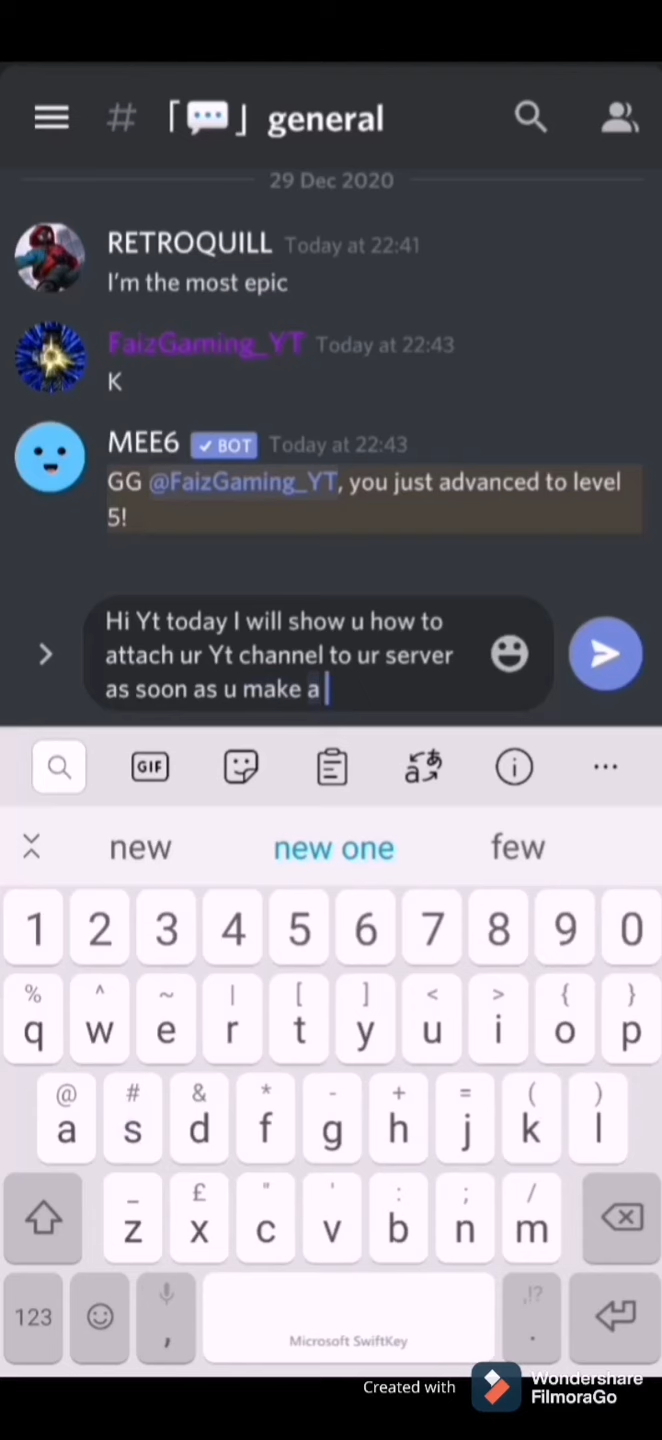 # 「💬」 general
29 Dec 2020
RETROQUILL Today at 22:41
I'm the most epic
FaizGaming_YT Today at 22:43
K
MEE6 ✓ BOT Today at 22:43
GG @FaizGaming_YT, you just advanced to level
5!
Hi Yt today I will show u how to
attach ur Yt channel to ur server
as soon as u make a
GIF
new new one few
1 2 3 4 5 6 7 8 9 0
% ^ ~ | [ ] < > { }
q w e r t y u i o p
@ # & * - + = ( )
a s d f g h j k l
_ £ " ' : ; /
z x c v b n m
123 , Microsoft SwiftKey ,!? .
Created with Wondershare
FilmoraGo